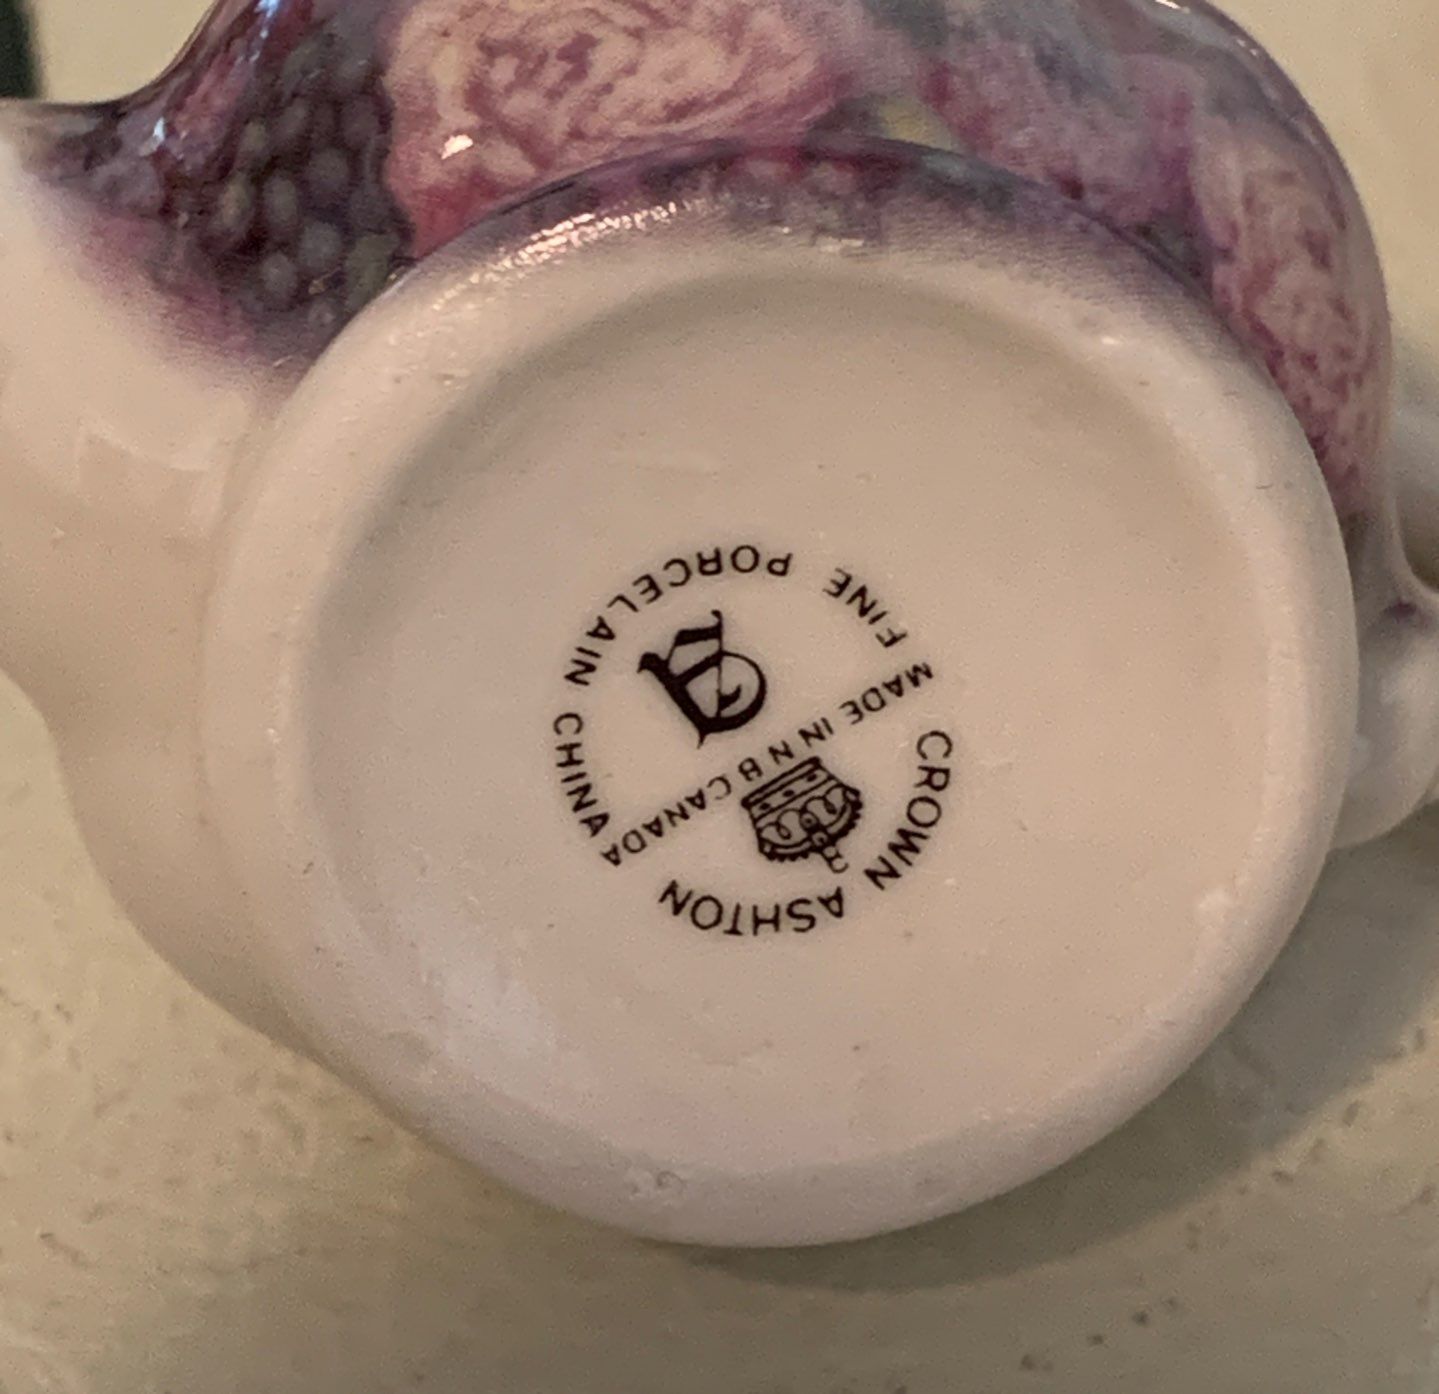 CROWN ASHTON
MADE IN N B CANADA
A
FINE PORCELAIN CHINA